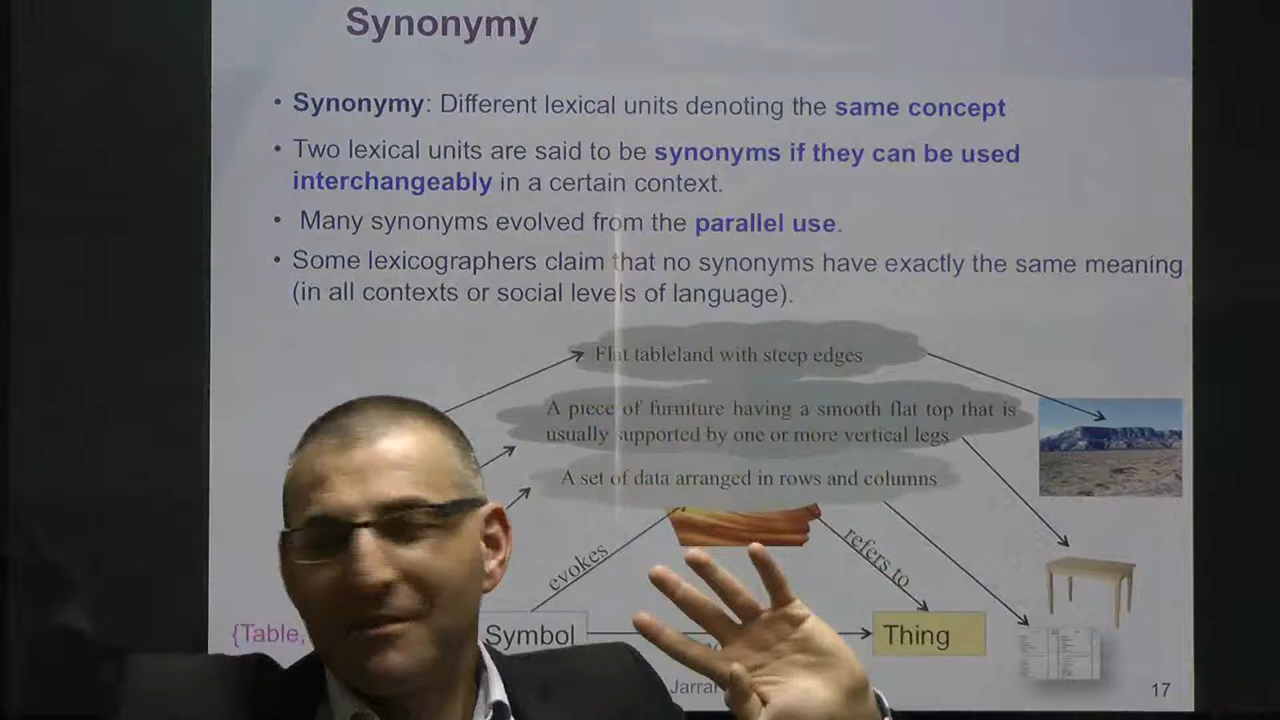 Synonymy
• Synonymy: Different lexical units denoting the same concept
• Two lexical units are said to be synonyms if they can be used
interchangeably in a certain context.
• Many synonyms evolved from the parallel use.
• Some lexicographers claim that no synonyms have exactly the same meaning
(in all contexts or social levels of language).
Flat tableland with steep edges
A piece of furniture having a smooth flat top that is
usually supported by one or more vertical legs
A set of data arranged in rows and columns
evokes
refers to
{Table,
Symbol
Thing
17